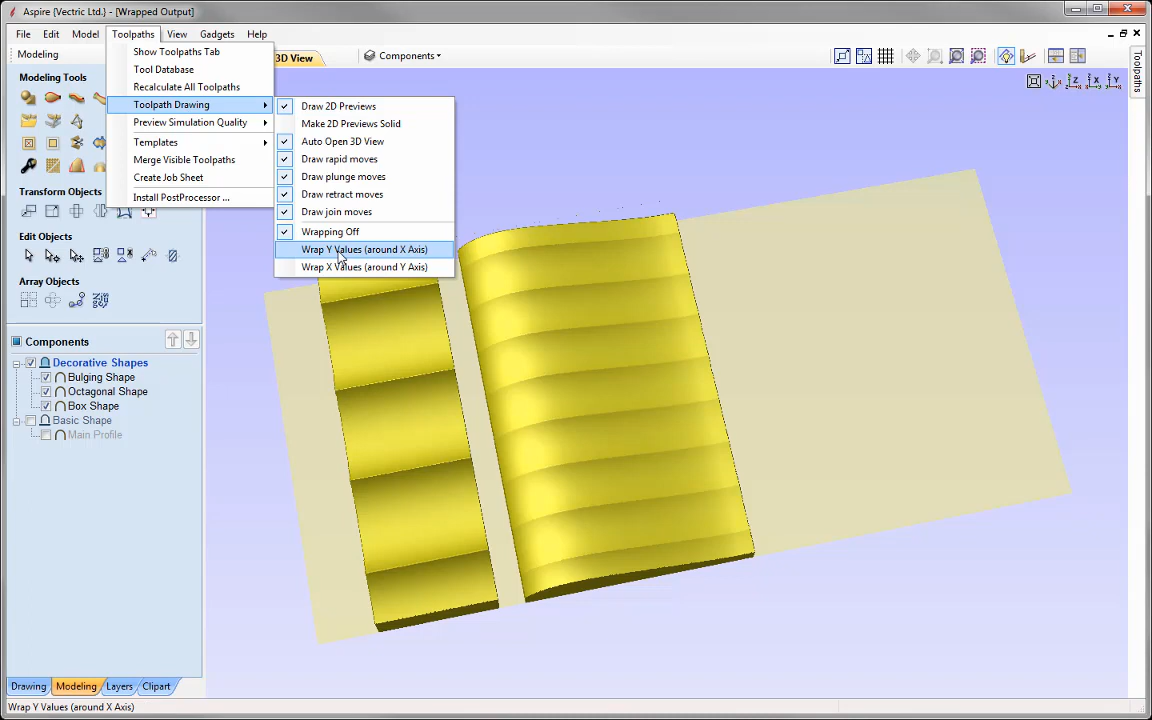 Aspire {Vectric Ltd.} - [Wrapped Output]
File Edit Model Toolpaths View Gadgets Help
Modeling
3D View
Components
Toolpaths
Show Toolpaths Tab
Tool Database
Recalculate All Toolpaths
Toolpath Drawing
Preview Simulation Quality
Templates
Merge Visible Toolpaths
Create Job Sheet
Install PostProcessor ...
Draw 2D Previews
Make 2D Previews Solid
Auto Open 3D View
Draw rapid moves
Draw plunge moves
Draw retract moves
Draw join moves
Wrapping Off
Wrap Y Values (around X Axis)
Wrap X Values (around Y Axis)
Z X Y
Modeling Tools
Transform Objects
Edit Objects
Array Objects
Components
Decorative Shapes
Bulging Shape
Octagonal Shape
Box Shape
Basic Shape
Main Profile
Drawing Modeling Layers Clipart
Wrap Y Values (around X Axis)